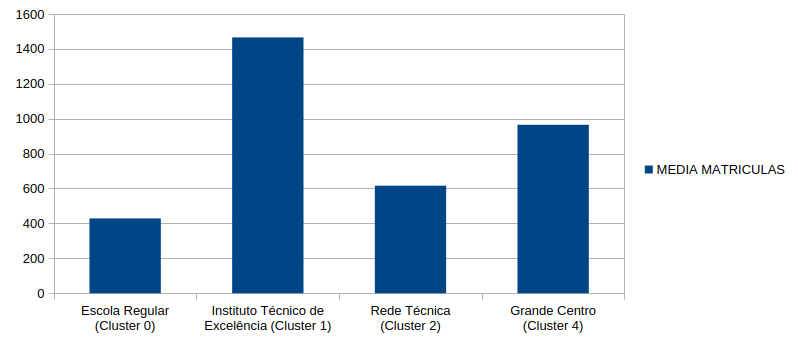 1600
1400
1200
1000
800
600
400
200
0
Escola Regular
(Cluster 0)
Instituto Técnico de
Excelência (Cluster 1)
Rede Técnica
(Cluster 2)
Grande Centro
(Cluster 4)
MEDIA MATRICULAS